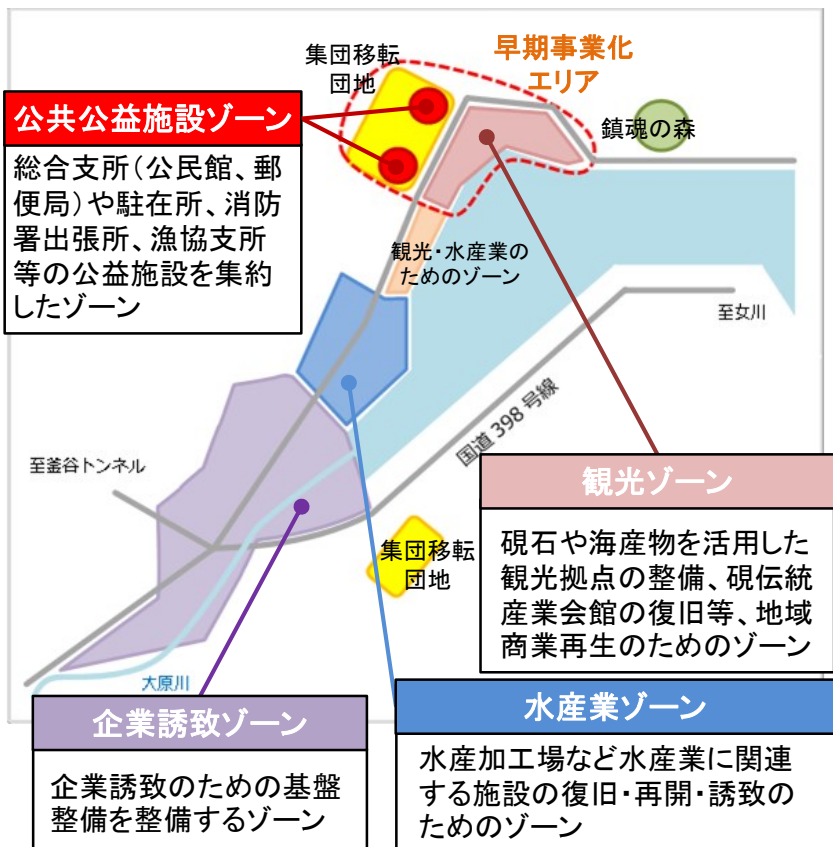 集団移転
団地
早期事業化
エリア
公共公益施設ゾーン
総合支所(公民館、郵
便局)や駐在所、消防
署出張所、漁協支所
等の公益施設を集約
したゾーン
鎮魂の森
観光・水産業の
ためのゾーン
至女川
国道398号線
至釜谷トンネル
観光ゾーン
硯石や海産物を活用した
観光拠点の整備、硯伝統
産業会館の復旧等、地域
商業再生のためのゾーン
集団移転
団地
大原川
企業誘致ゾーン
企業誘致のための基盤
整備を整備するゾーン
水産業ゾーン
水産加工場など水産業に関連
する施設の復旧・再開・誘致の
ためのゾーン